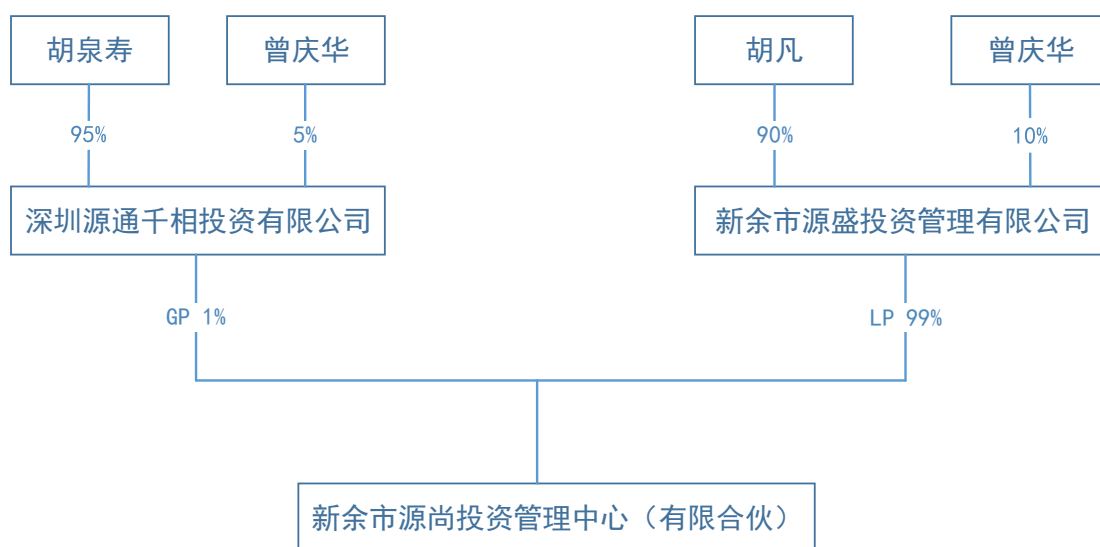 胡泉寿
曾庆华
胡凡
曾庆华
95%
5%
90%
10%
深圳源通千相投资有限公司
新余市源盛投资管理有限公司
GP 1%
LP 99%
新余市源尚投资管理中心（有限合伙）